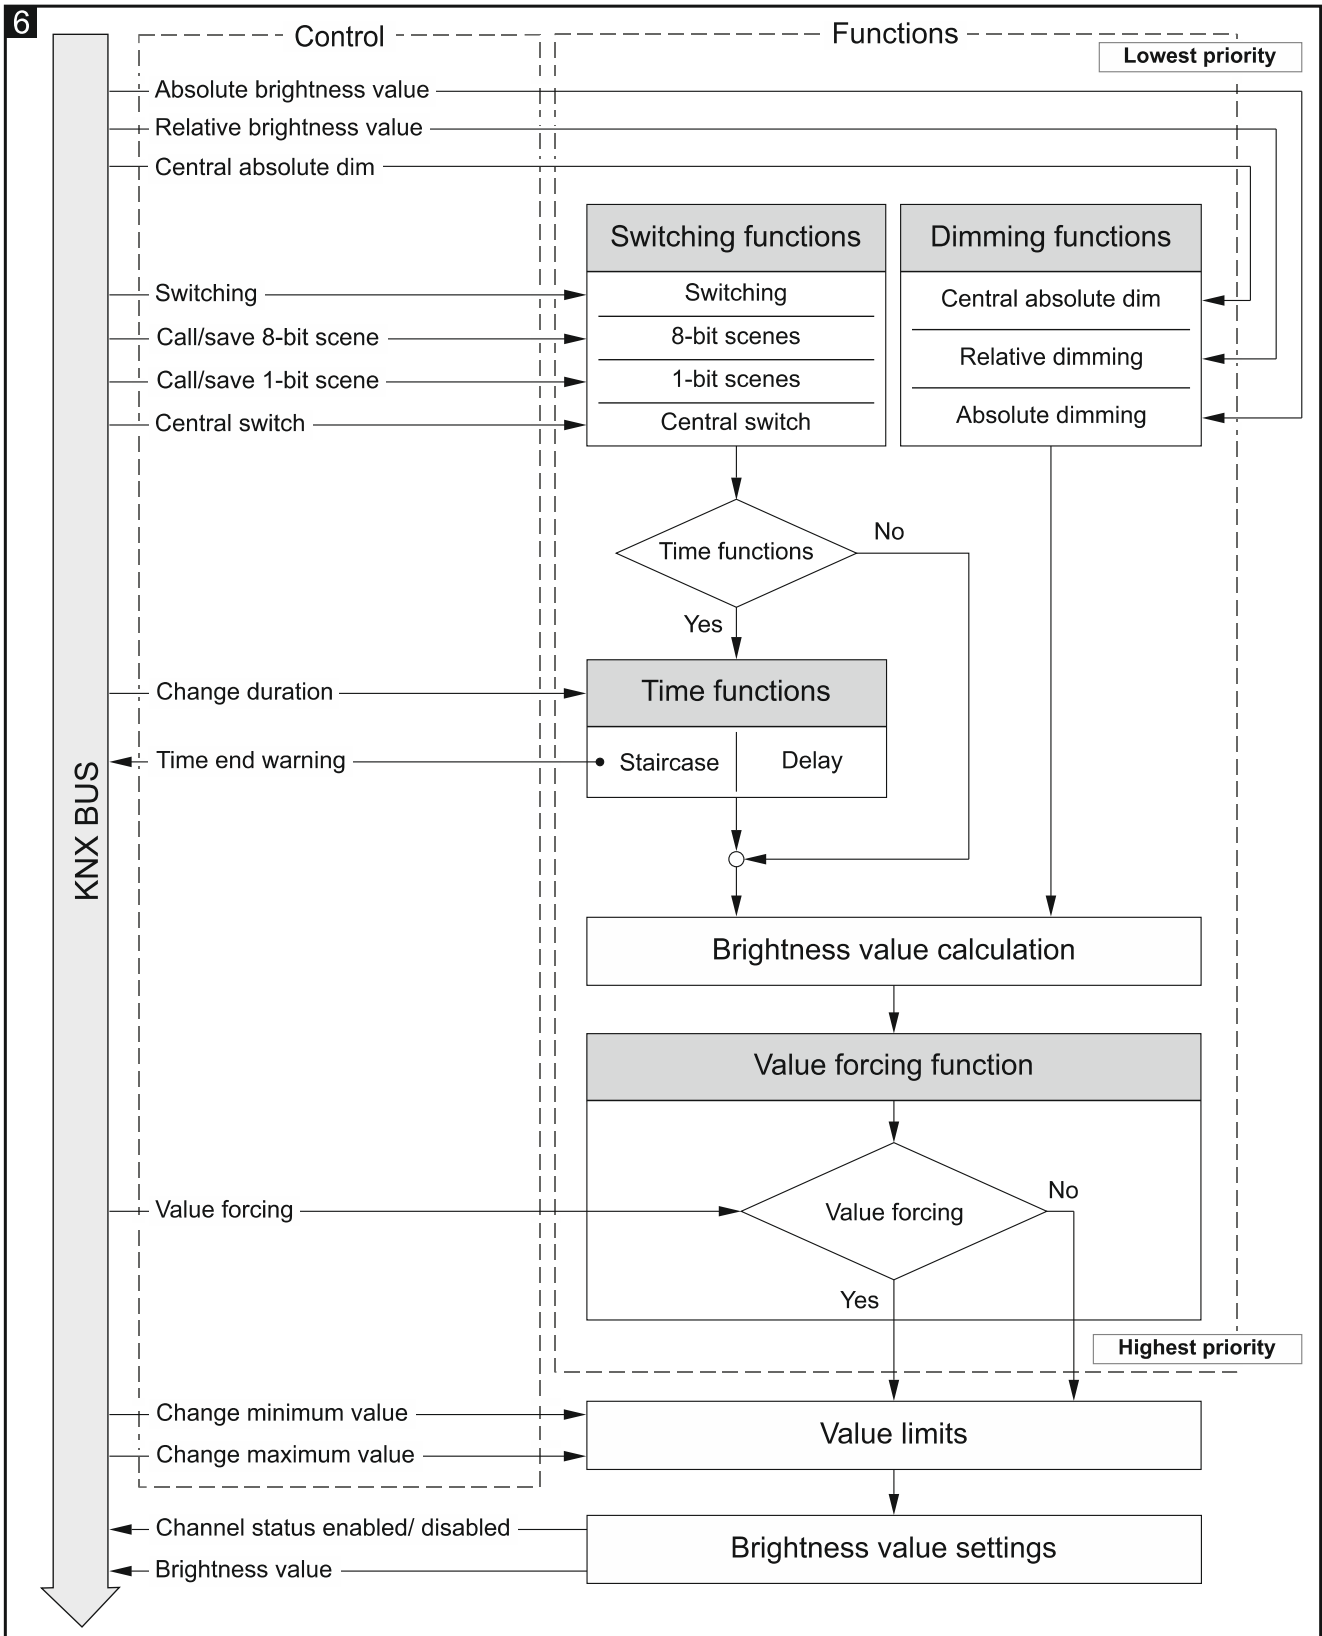 6
Control
Functions
Lowest priority
Absolute brightness value
Relative brightness value
Central absolute dim
Switching functions
Dimming functions
Switching
Switching
Central absolute dim
Call/save 8-bit scene
8-bit scenes
Relative dimming
Call/save 1-bit scene
1-bit scenes
Absolute dimming
Central switch
Central switch
No
Time functions
Yes
Change duration
Time functions
Time end warning
Staircase
Delay
KNX BUS
Brightness value calculation
Value forcing function
No
Value forcing
Value forcing
Yes
Highest priority
Change minimum value
Value limits
Change maximum value
Channel status enabled/ disabled
Brightness value settings
Brightness value